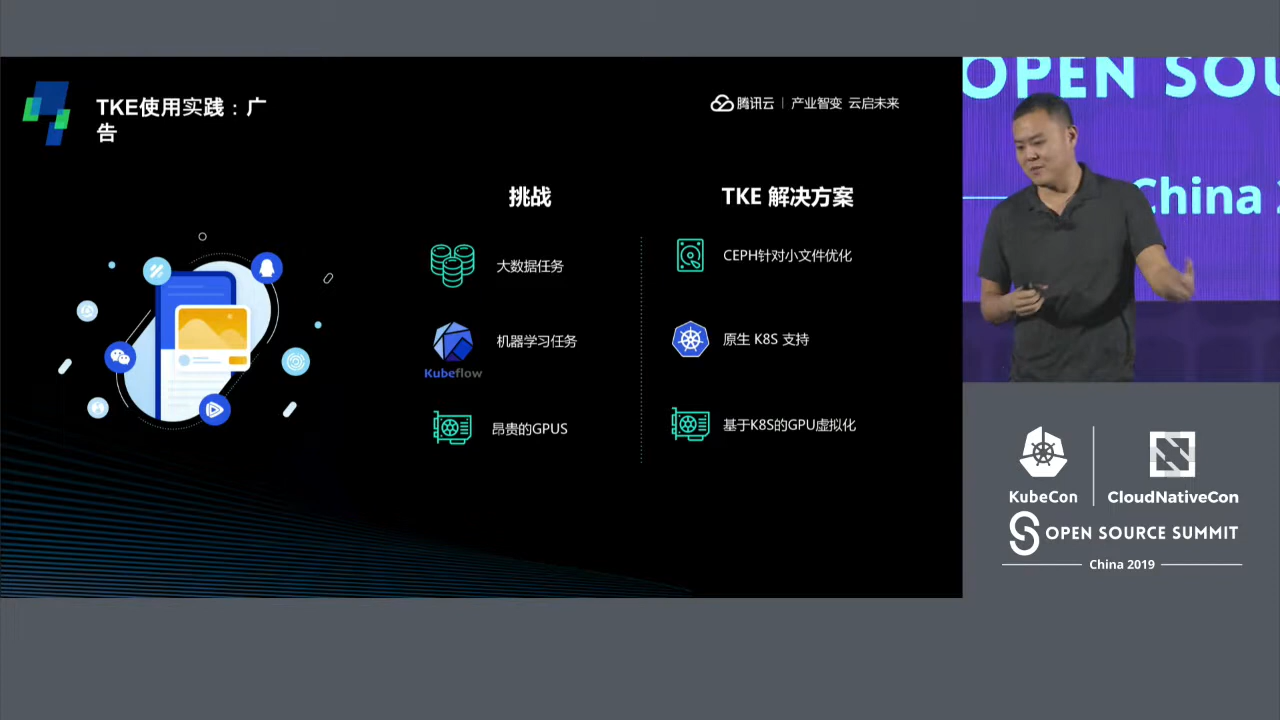 TKE使用实践：广
告
腾讯云 | 产业智变 云启未来
挑战
TKE 解决方案
大数据任务
CEPH针对小文件优化
机器学习任务
Kubeflow
原生 K8S 支持
昂贵的GPUS
基于K8S的GPU虚拟化
OPEN SOU
China 2
KubeCon
CloudNativeCon
OPEN SOURCE SUMMIT
China 2019